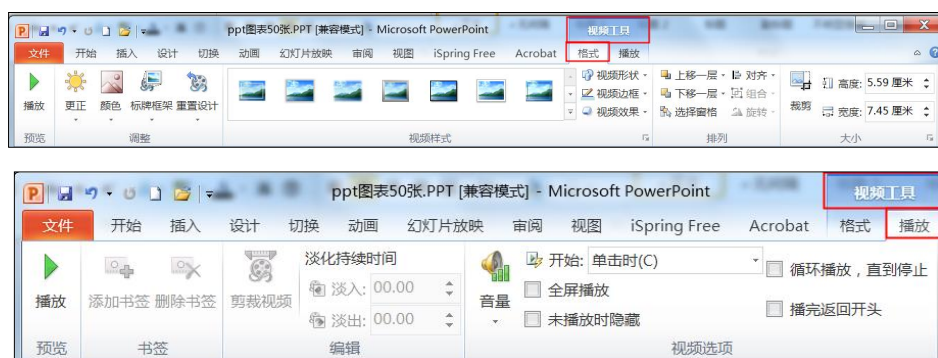 ppt图表50张.PPT [兼容模式] - Microsoft PowerPoint 视频工具
文件 开始 插入 设计 切换 动画 幻灯片放映 审阅 视图 iSpring Free Acrobat 格式 播放
视频形状 上移一层 对齐 高度: 5.59 厘米
播放 更正 颜色 标牌框架 重置设计 视频边框 下移一层 组合 裁剪
视频效果 选择窗格 旋转 宽度: 7.45 厘米
预览 调整 视频样式 排列 大小
ppt图表50张.PPT [兼容模式] - Microsoft PowerPoint 视频工具
文件 开始 插入 设计 切换 动画 幻灯片放映 审阅 视图 iSpring Free Acrobat 格式 播放
淡化持续时间 开始: 单击时(C) 循环播放，直到停止
播放 添加书签 删除书签 剪裁视频 淡入: 00.00 音量 全屏播放
淡出: 00.00 未播放时隐藏 播完返回开头
预览 书签 编辑 视频选项